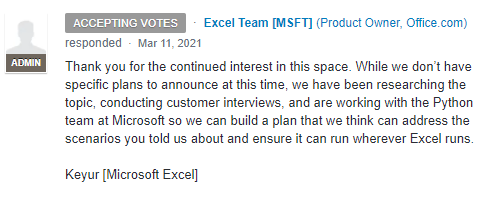 ACCEPTING VOTES · Excel Team [MSFT] (Product Owner, Office.com)
responded · Mar 11, 2021
ADMIN
Thank you for the continued interest in this space. While we don't have
specific plans to announce at this time, we have been researching the
topic, conducting customer interviews, and are working with the Python
team at Microsoft so we can build a plan that we think can address the
scenarios you told us about and ensure it can run wherever Excel runs.
Keyur [Microsoft Excel]